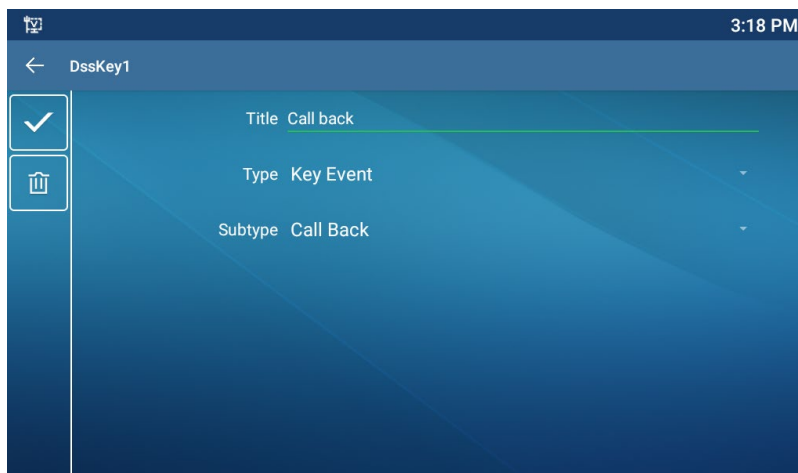 3:18 PM
DssKey1
Title Call back
Type Key Event
Subtype Call Back